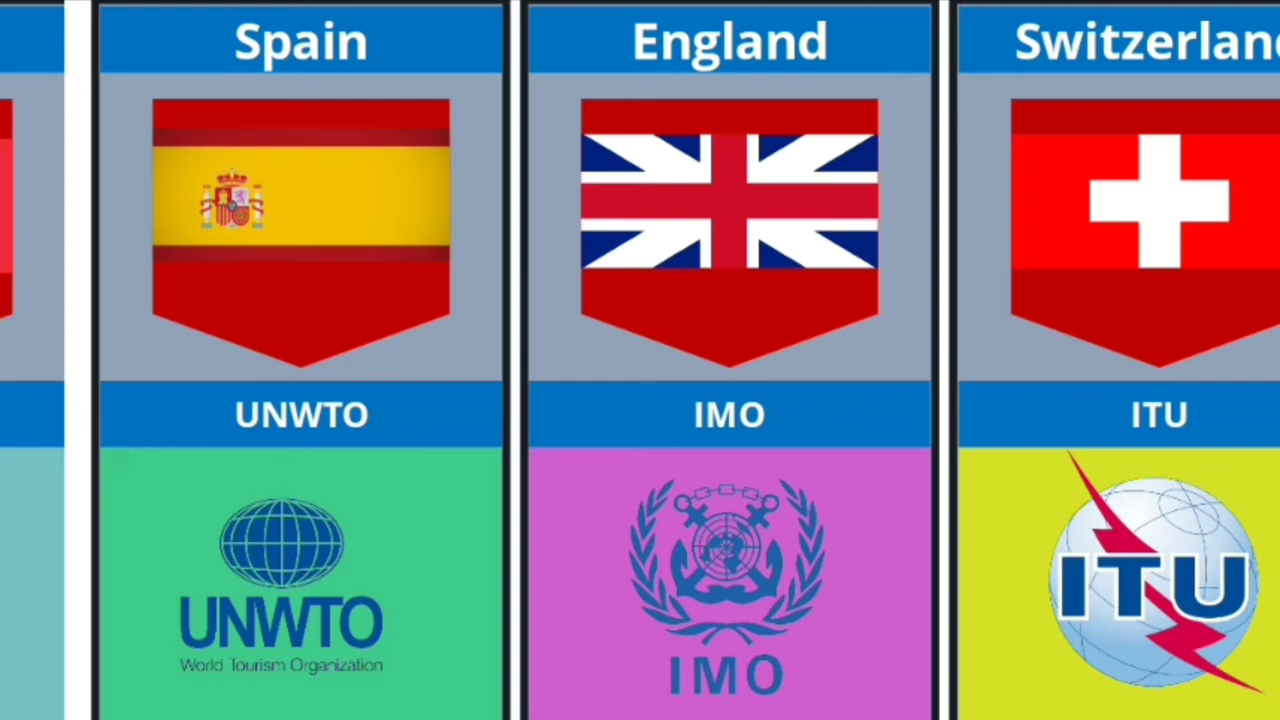 Spain
UNWTO
UNWTO
World Tourism Organization
England
IMO
IMO
Switzerlan
ITU
ITU